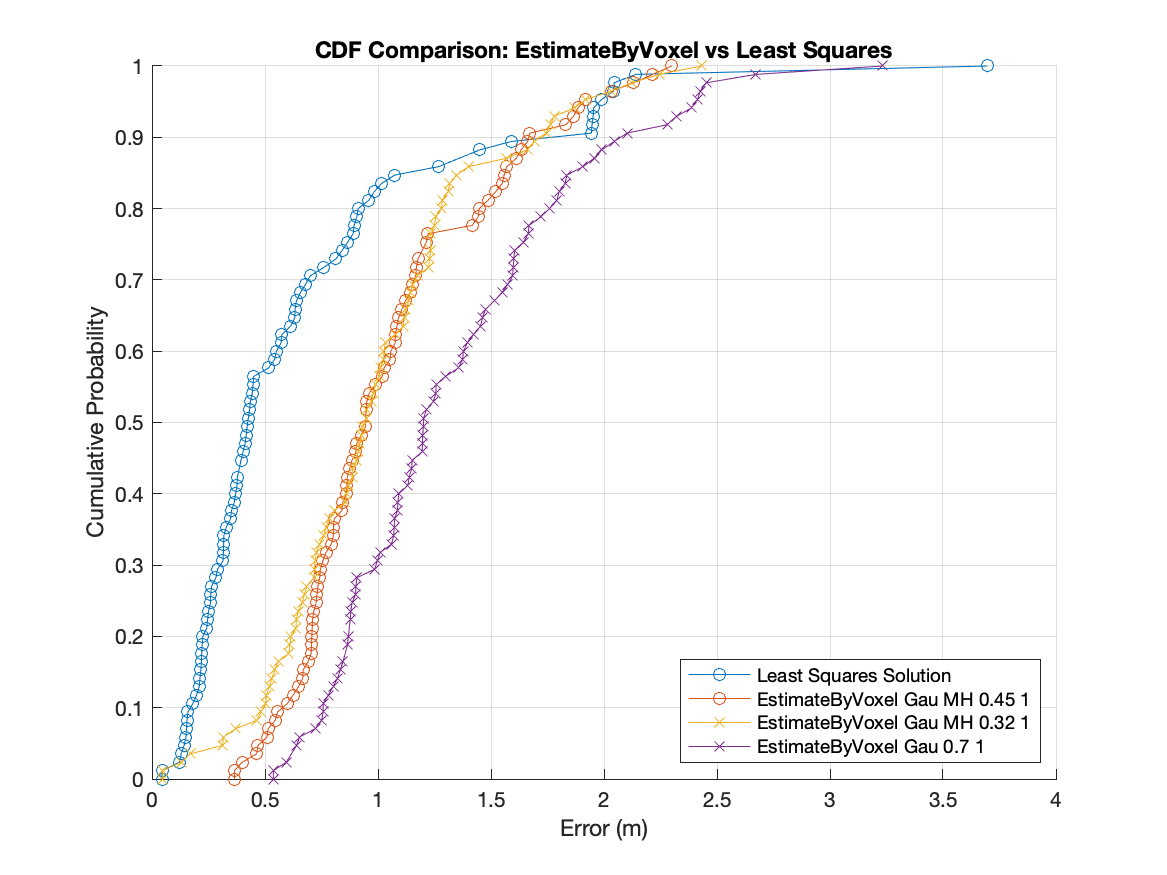 CDF Comparison: EstimateByVoxel vs Least Squares
1
0.9
0.8
0.7
0.6
0.5
0.4
0.3
0.2
0.1
0
Cumulative Probability
Least Squares Solution
EstimateByVoxel Gau MH 0.45 1
EstimateByVoxel Gau MH 0.32 1
EstimateByVoxel Gau 0.7 1
0 0.5 1 1.5 2 2.5 3 3.5 4
Error (m)